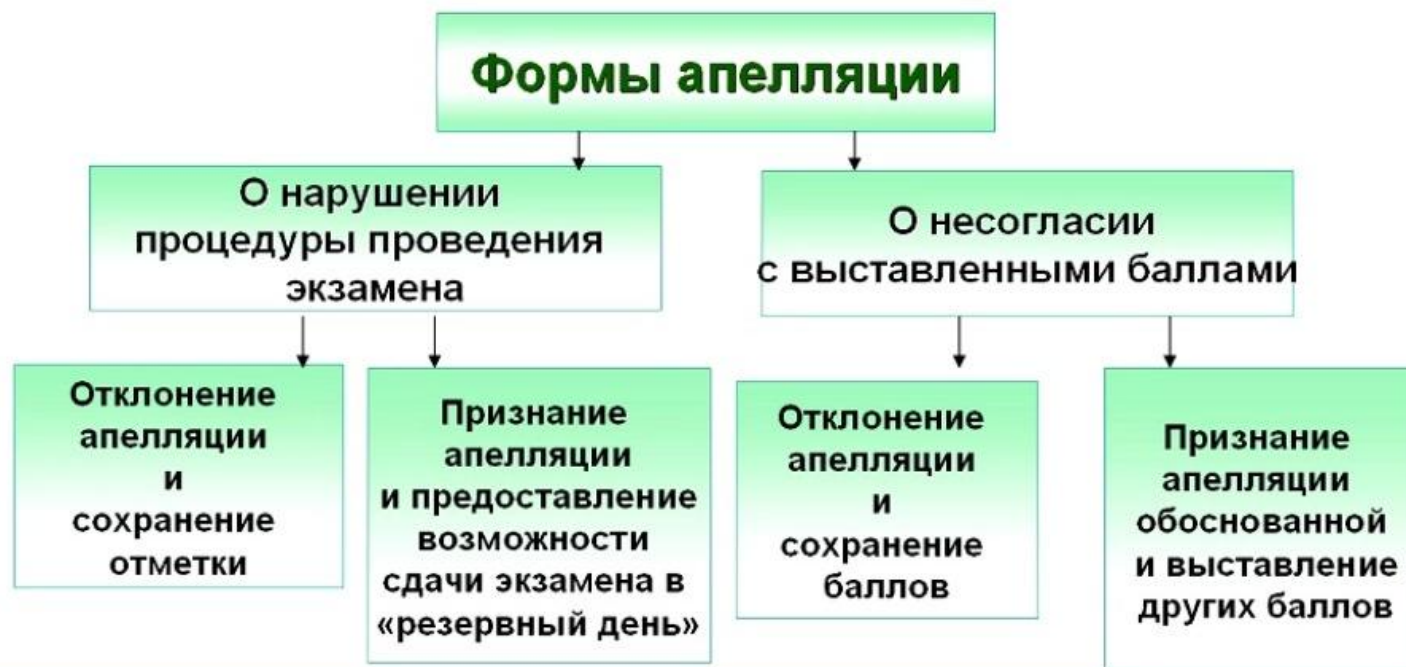 Формы апелляции
О нарушении
процедуры проведения
экзамена
О несогласии
с выставленными баллами
Отклонение
апелляции
и
сохранение
отметки
Признание
апелляции
и предоставление
возможности
сдачи экзамена в
«резервный день»
Отклонение
апелляции
и
сохранение
баллов
Признание
апелляции
обоснованной
и выставление
других баллов